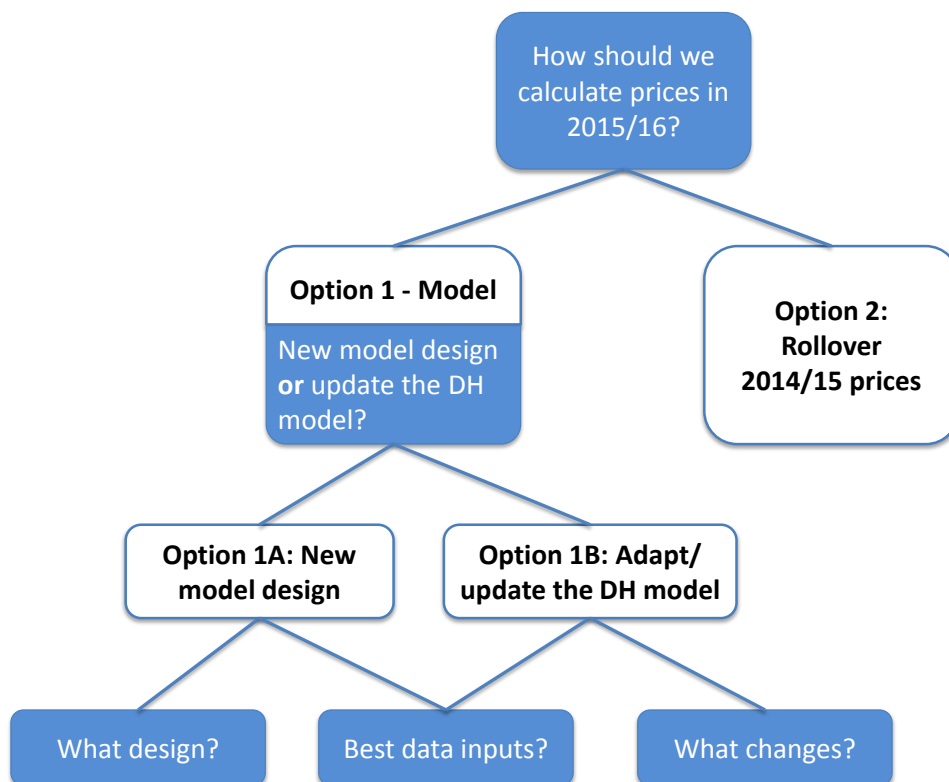 How should we
calculate prices in
2015/16?
Option 1 - Model
New model design
or update the DH
model?
Option 2:
Rollover
2014/15 prices
Option 1A: New
model design
Option 1B: Adapt/
update the DH model
What design?
Best data inputs?
What changes?